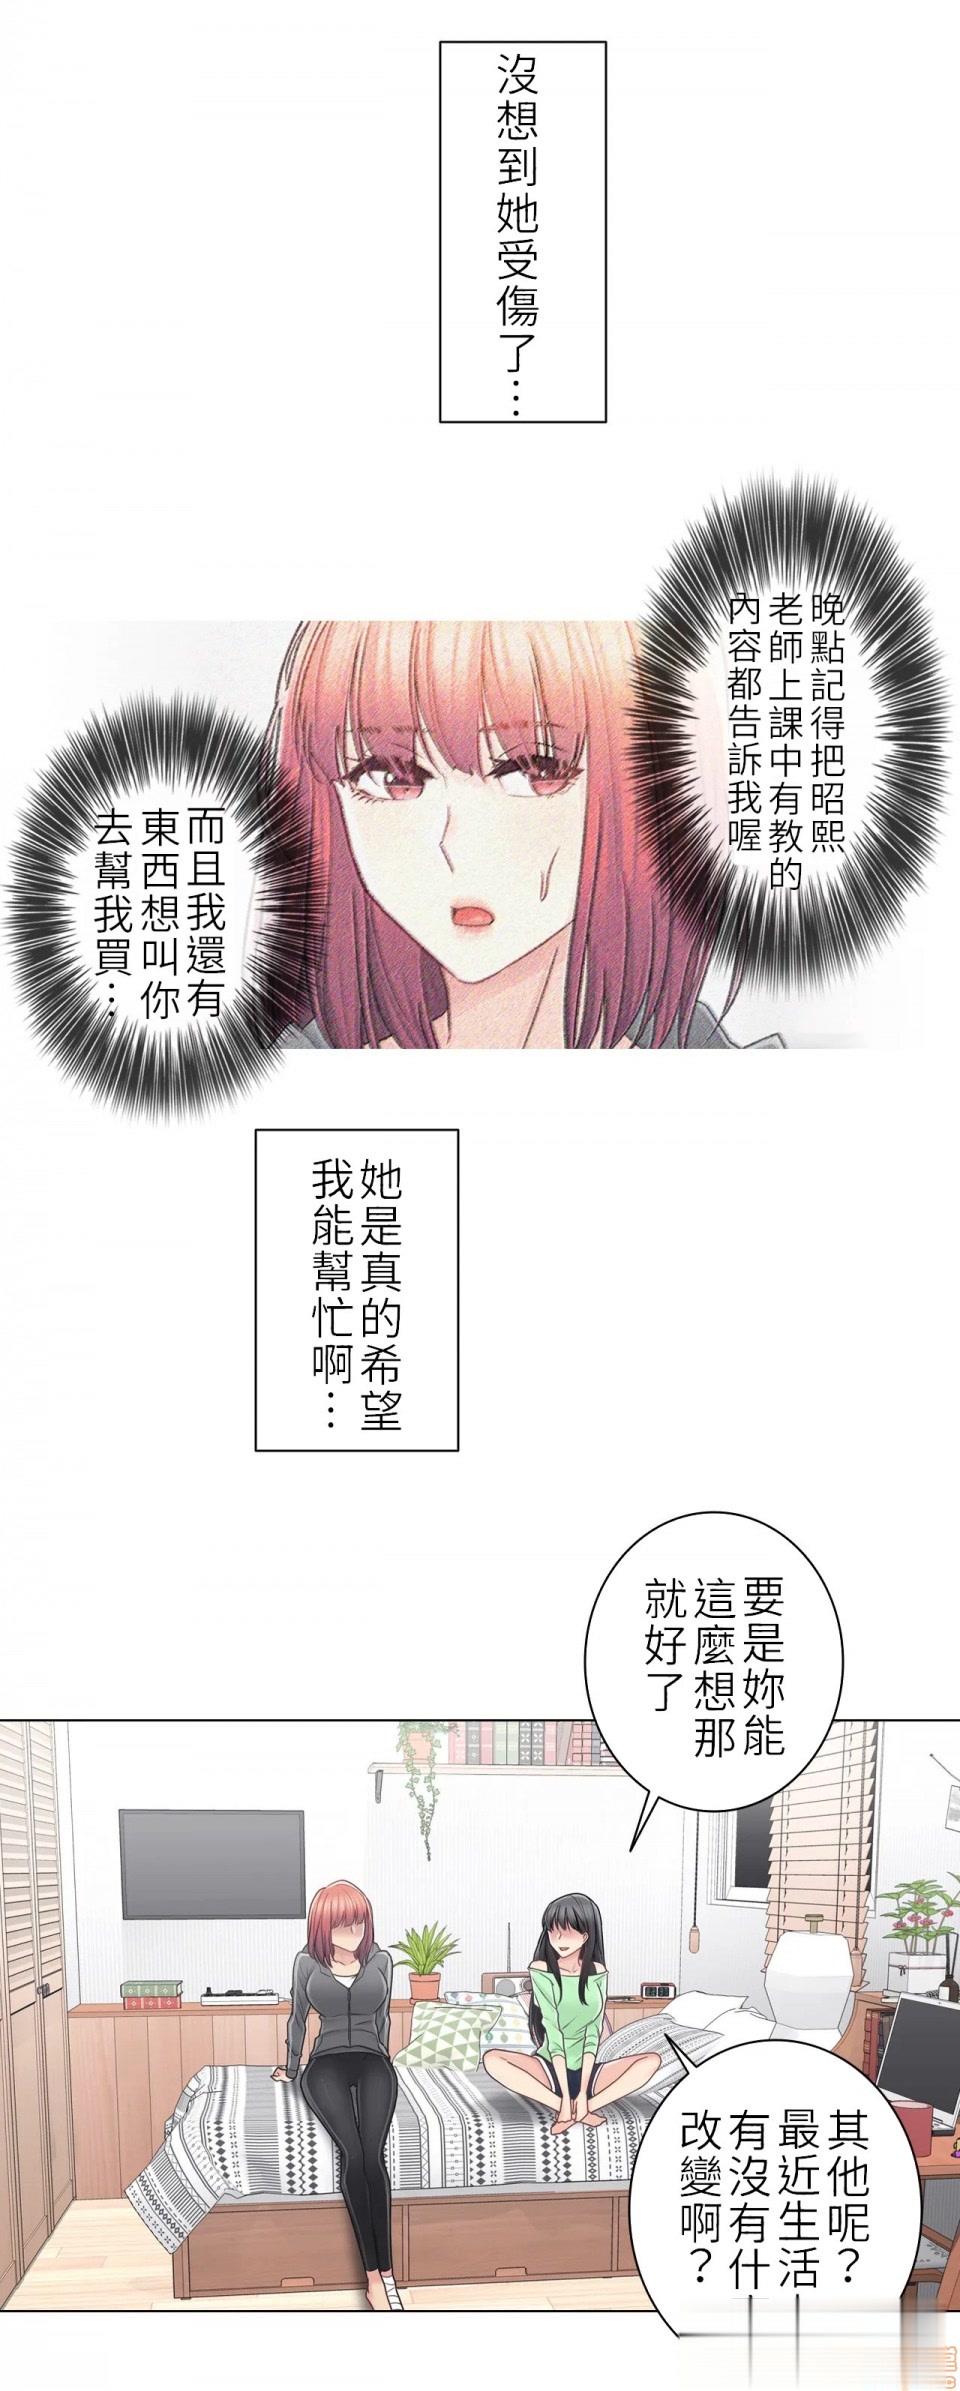 沒想到她受傷了…
晚點記得把昭熙
老師上課中有教的
內容都告訴我喔
而且我還有
東西想叫你
去幫我買…
她是真的希望
我能幫忙啊…
要是妳能
這麼想那
就好了
其他呢？
最近生活
有沒有什
改變啊？